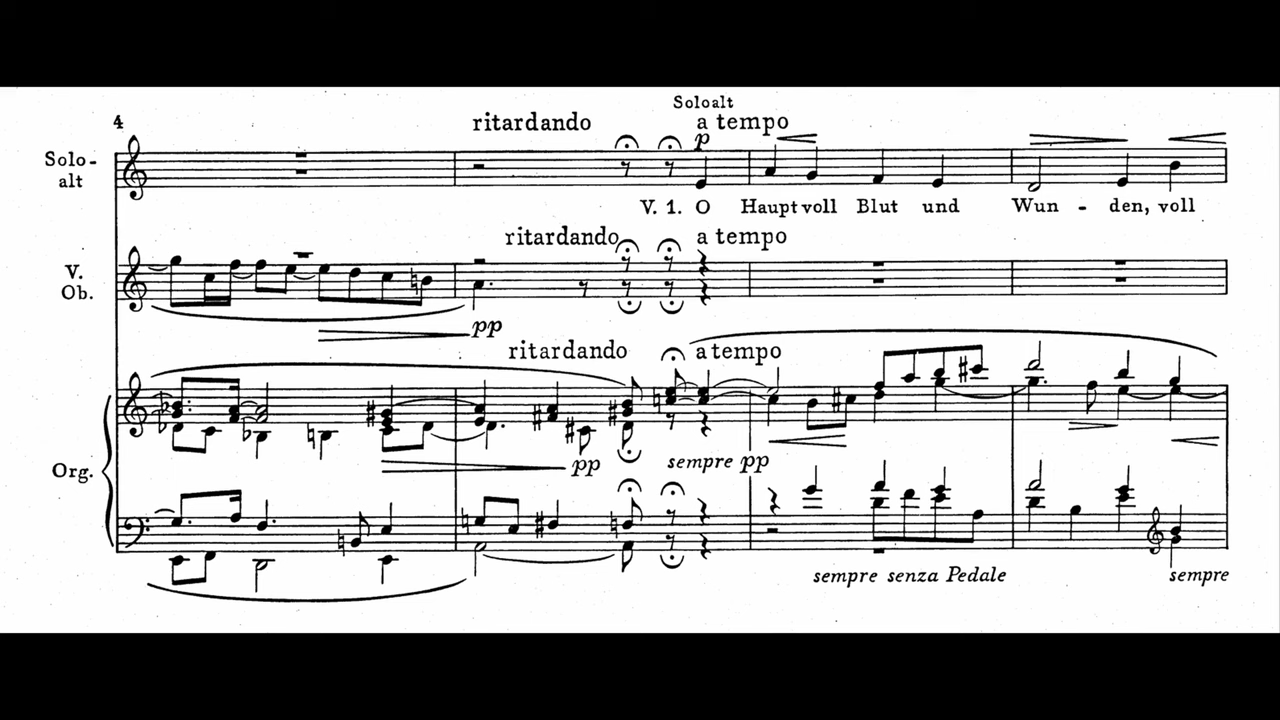 Soloalt
4 ritardando a tempo
p
Solo-
alt
V. 1. O Haupt voll Blut und Wun - den, voll
ritardando a tempo
V.
Ob.
pp
ritardando a tempo
Org.
pp sempre pp
sempre senza Pedale sempre